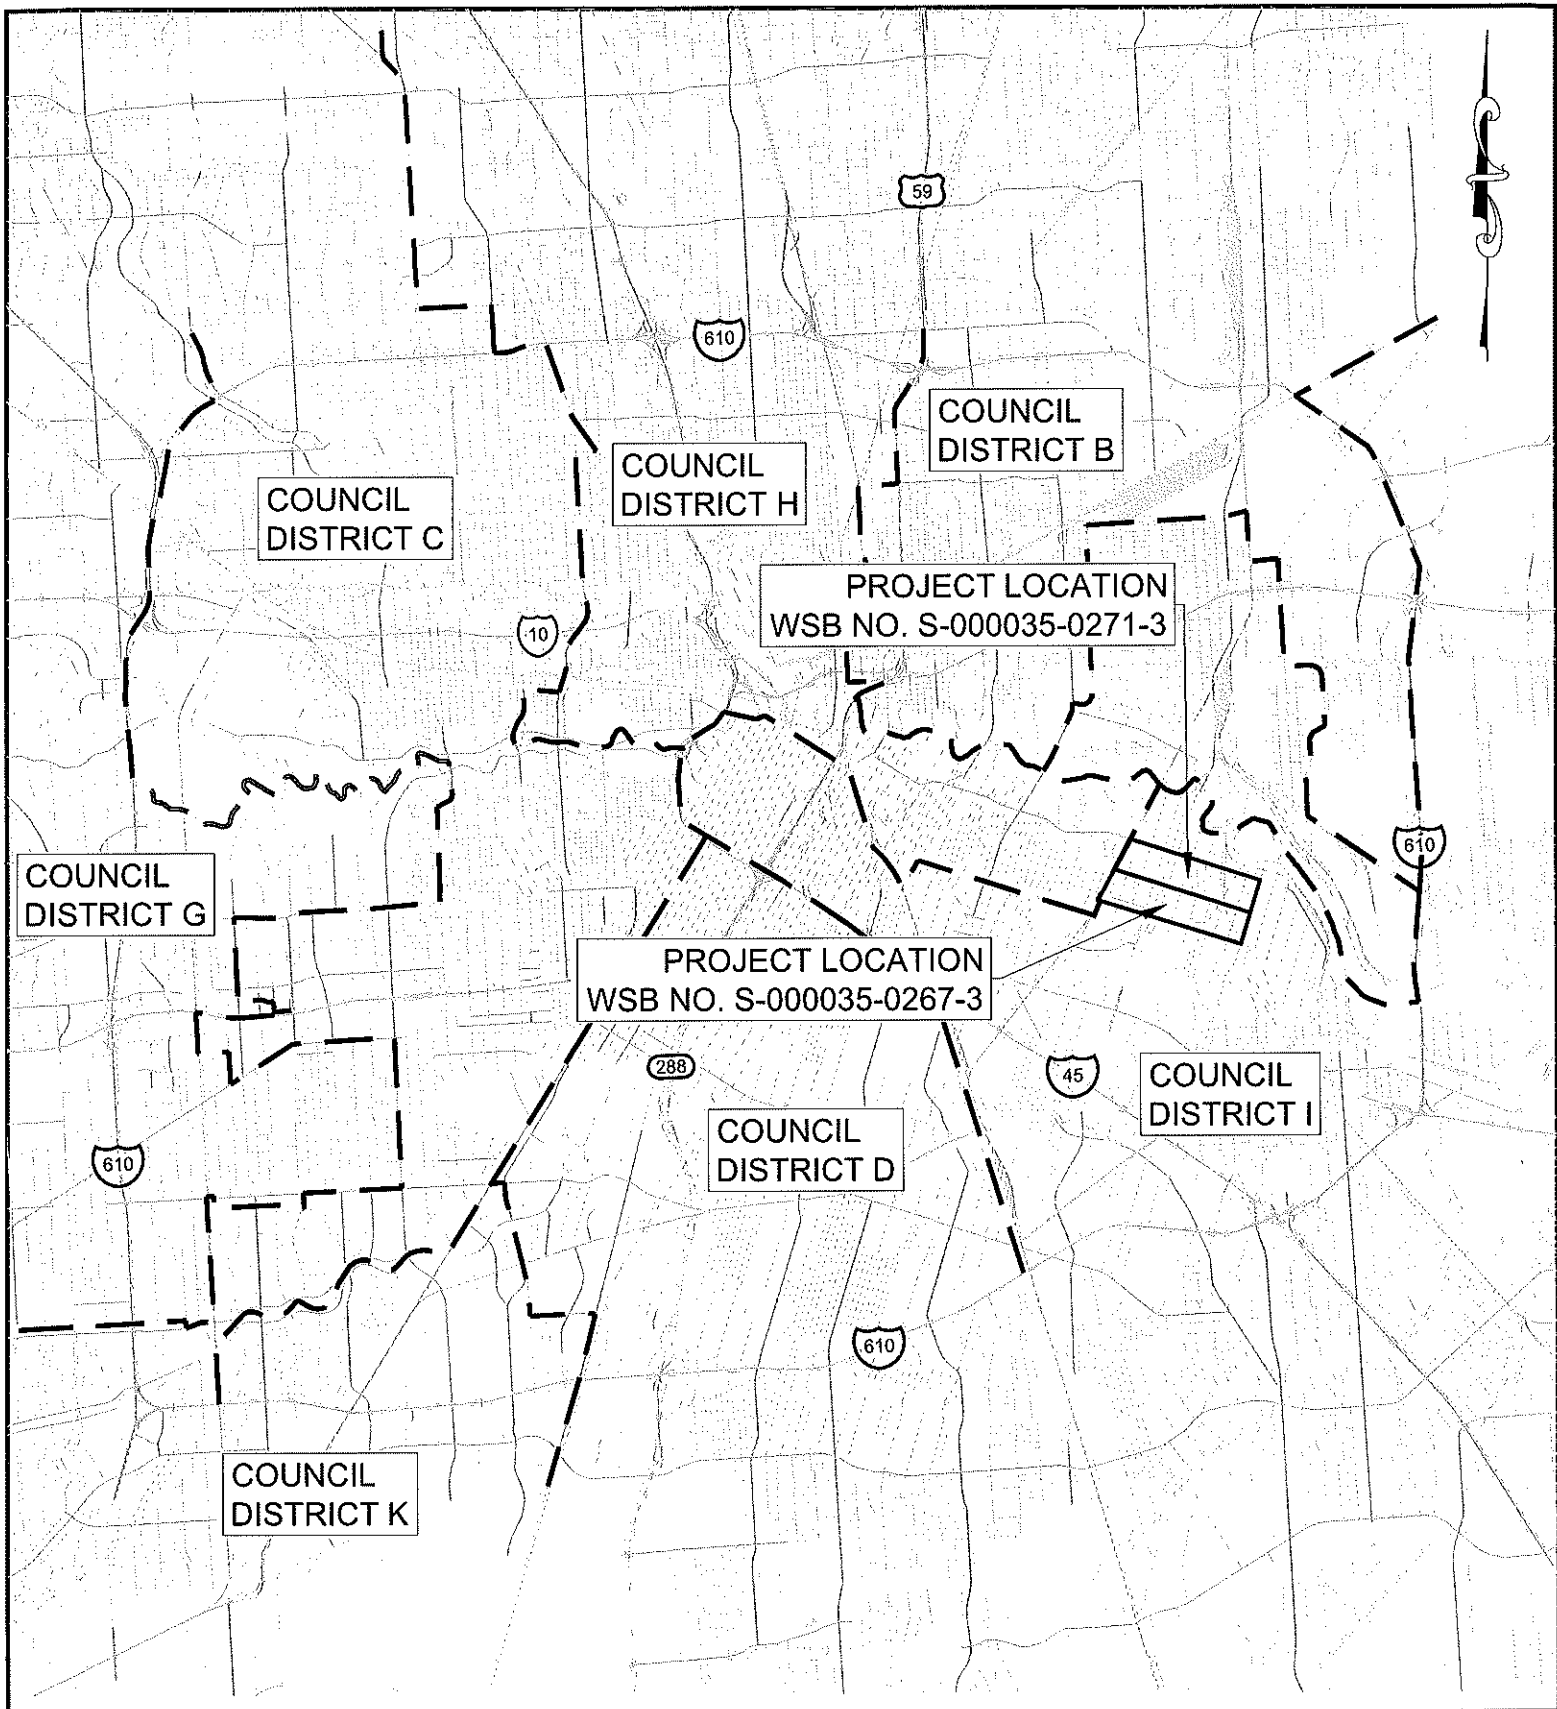 59
610
COUNCIL
DISTRICT B
COUNCIL
DISTRICT H
COUNCIL
DISTRICT C
PROJECT LOCATION
WSB NO. S-000035-0271-3
10
610
COUNCIL
DISTRICT G
PROJECT LOCATION
WSB NO. S-000035-0267-3
288
45
COUNCIL
DISTRICT I
COUNCIL
DISTRICT D
610
610
COUNCIL
DISTRICT K